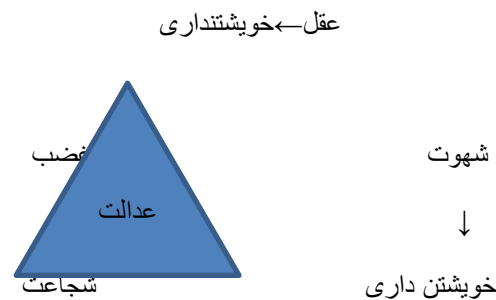 عقل←خویشتنداری
شهوت غضب
عدالت
↓
خویشتن داری شجاعت